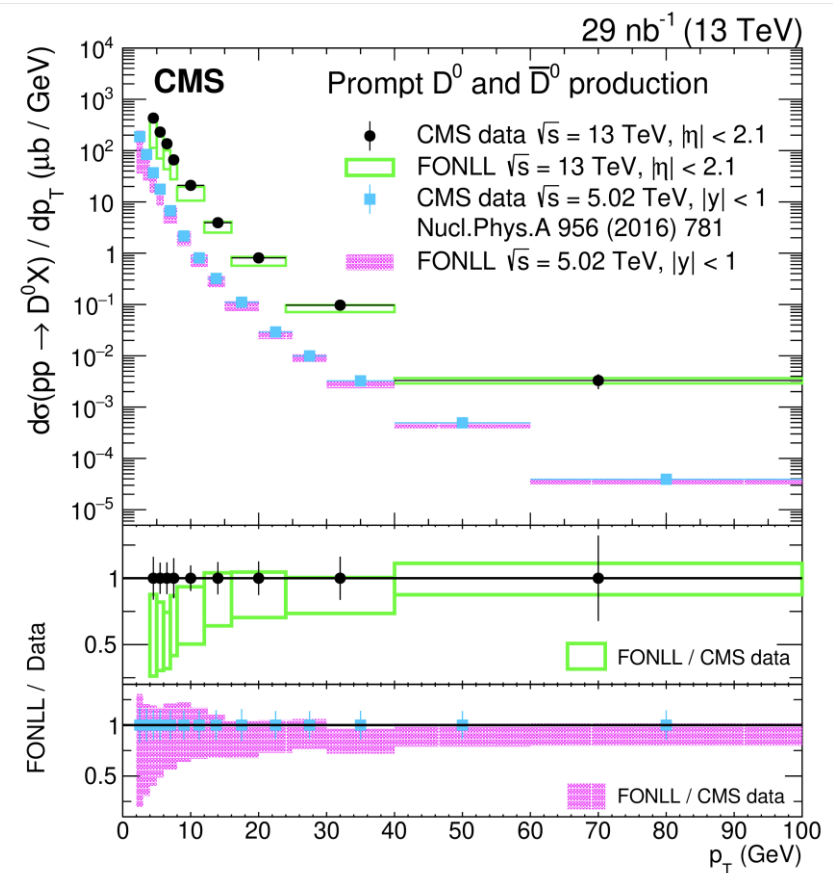 29 nb⁻¹ (13 TeV)
CMS
Prompt D⁰ and D̅⁰ production
CMS data √s = 13 TeV, |η| < 2.1
FONLL √s = 13 TeV, |η| < 2.1
CMS data √s = 5.02 TeV, |y| < 1
Nucl.Phys.A 956 (2016) 781
FONLL √s = 5.02 TeV, |y| < 1
dσ(pp → D⁰X) / dp_T (μb / GeV)
10⁴
10³
10²
10
1
10⁻¹
10⁻²
10⁻³
10⁻⁴
10⁻⁵
FONLL / Data
1
0.5
FONLL / CMS data
1
0.5
FONLL / CMS data
0 10 20 30 40 50 60 70 80 90 100
p_T (GeV)